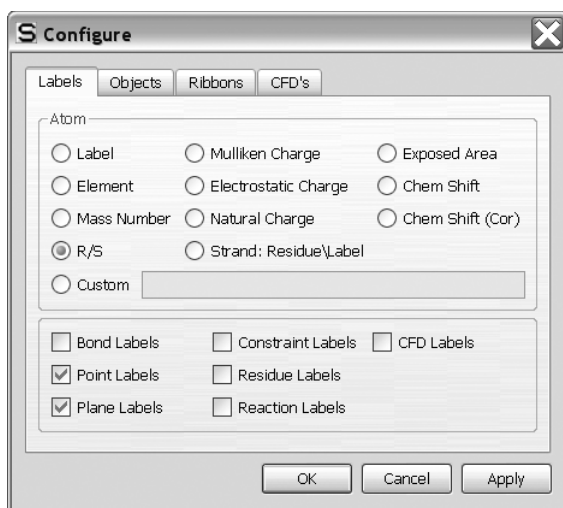 S Configure
Labels Objects Ribbons CFD's
Atom
Label Mulliken Charge Exposed Area
Element Electrostatic Charge Chem Shift
Mass Number Natural Charge Chem Shift (Cor)
R/S Strand: Residue\Label
Custom
Bond Labels Constraint Labels CFD Labels
Point Labels Residue Labels
Plane Labels Reaction Labels
OK Cancel Apply